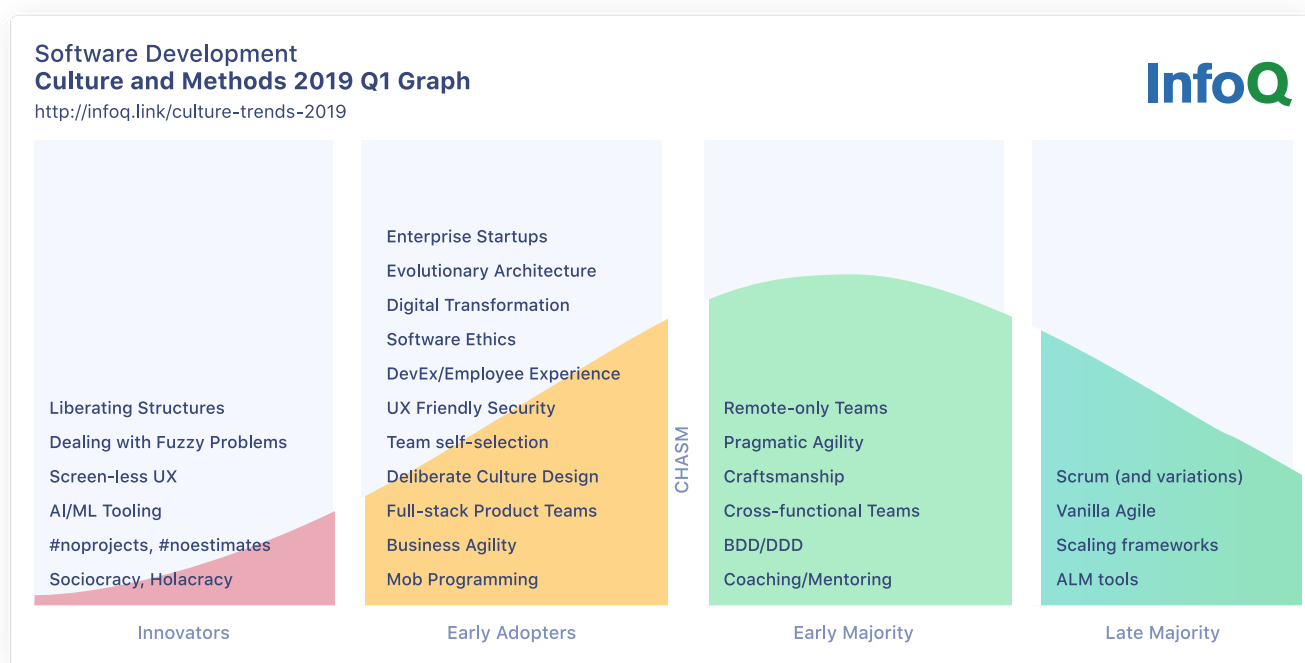 Software Development
Culture and Methods 2019 Q1 Graph
http://infoq.link/culture-trends-2019
InfoQ
Liberating Structures
Dealing with Fuzzy Problems
Screen-less UX
AI/ML Tooling
#noprojects, #noestimates
Sociocracy, Holacracy
Innovators
Enterprise Startups
Evolutionary Architecture
Digital Transformation
Software Ethics
DevEx/Employee Experience
UX Friendly Security
Team self-selection
Deliberate Culture Design
Full-stack Product Teams
Business Agility
Mob Programming
Early Adopters
CHASM
Remote-only Teams
Pragmatic Agility
Craftsmanship
Cross-functional Teams
BDD/DDD
Coaching/Mentoring
Early Majority
Scrum (and variations)
Vanilla Agile
Scaling frameworks
ALM tools
Late Majority